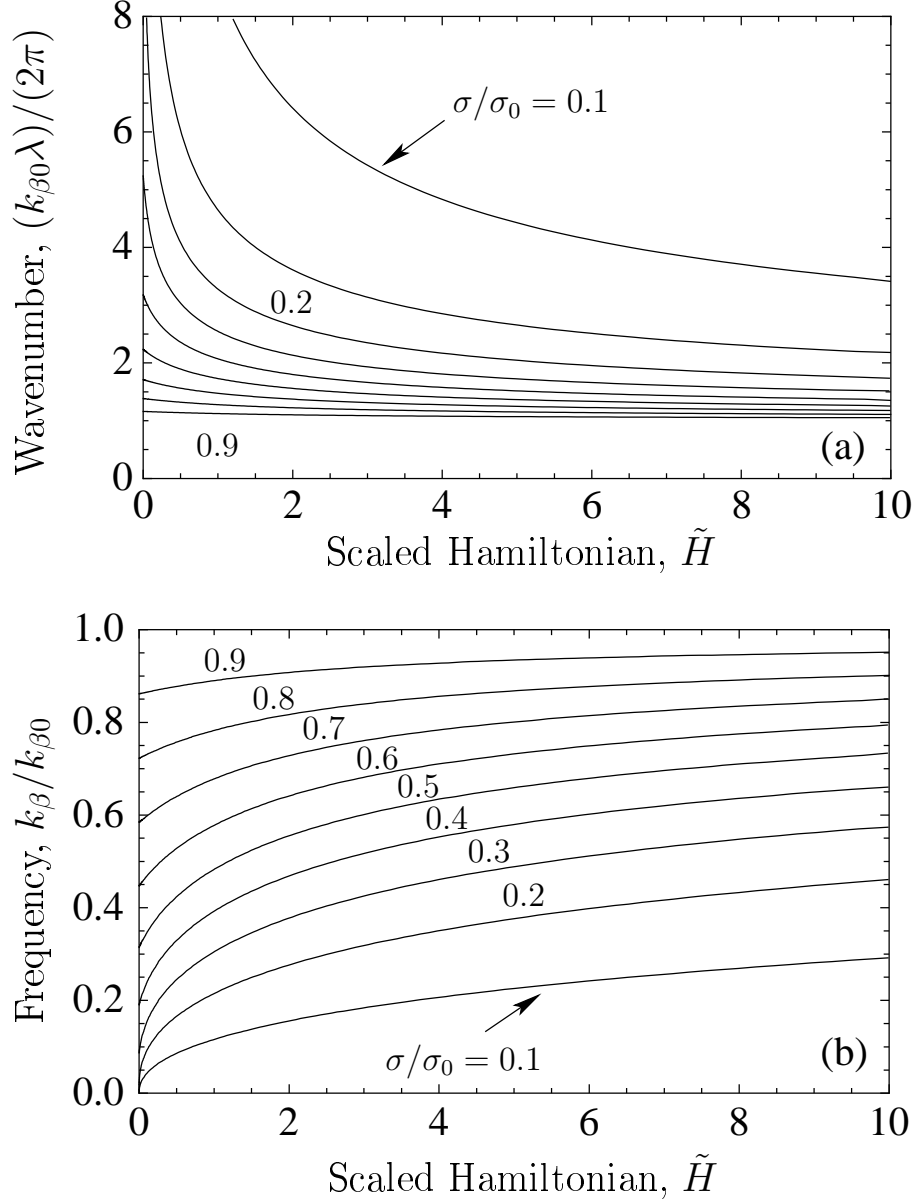 Wavenumber, (k_{β0}λ)/(2π)
8
6
4
2
0
σ/σ_0 = 0.1
0.2
0.9
(a)
0 2 4 6 8 10
Scaled Hamiltonian, H̃
Frequency, k_β/k_{β0}
1.0
0.8
0.6
0.4
0.2
0.0
0.9
0.8
0.7
0.6
0.5
0.4
0.3
0.2
σ/σ_0 = 0.1
(b)
0 2 4 6 8 10
Scaled Hamiltonian, H̃